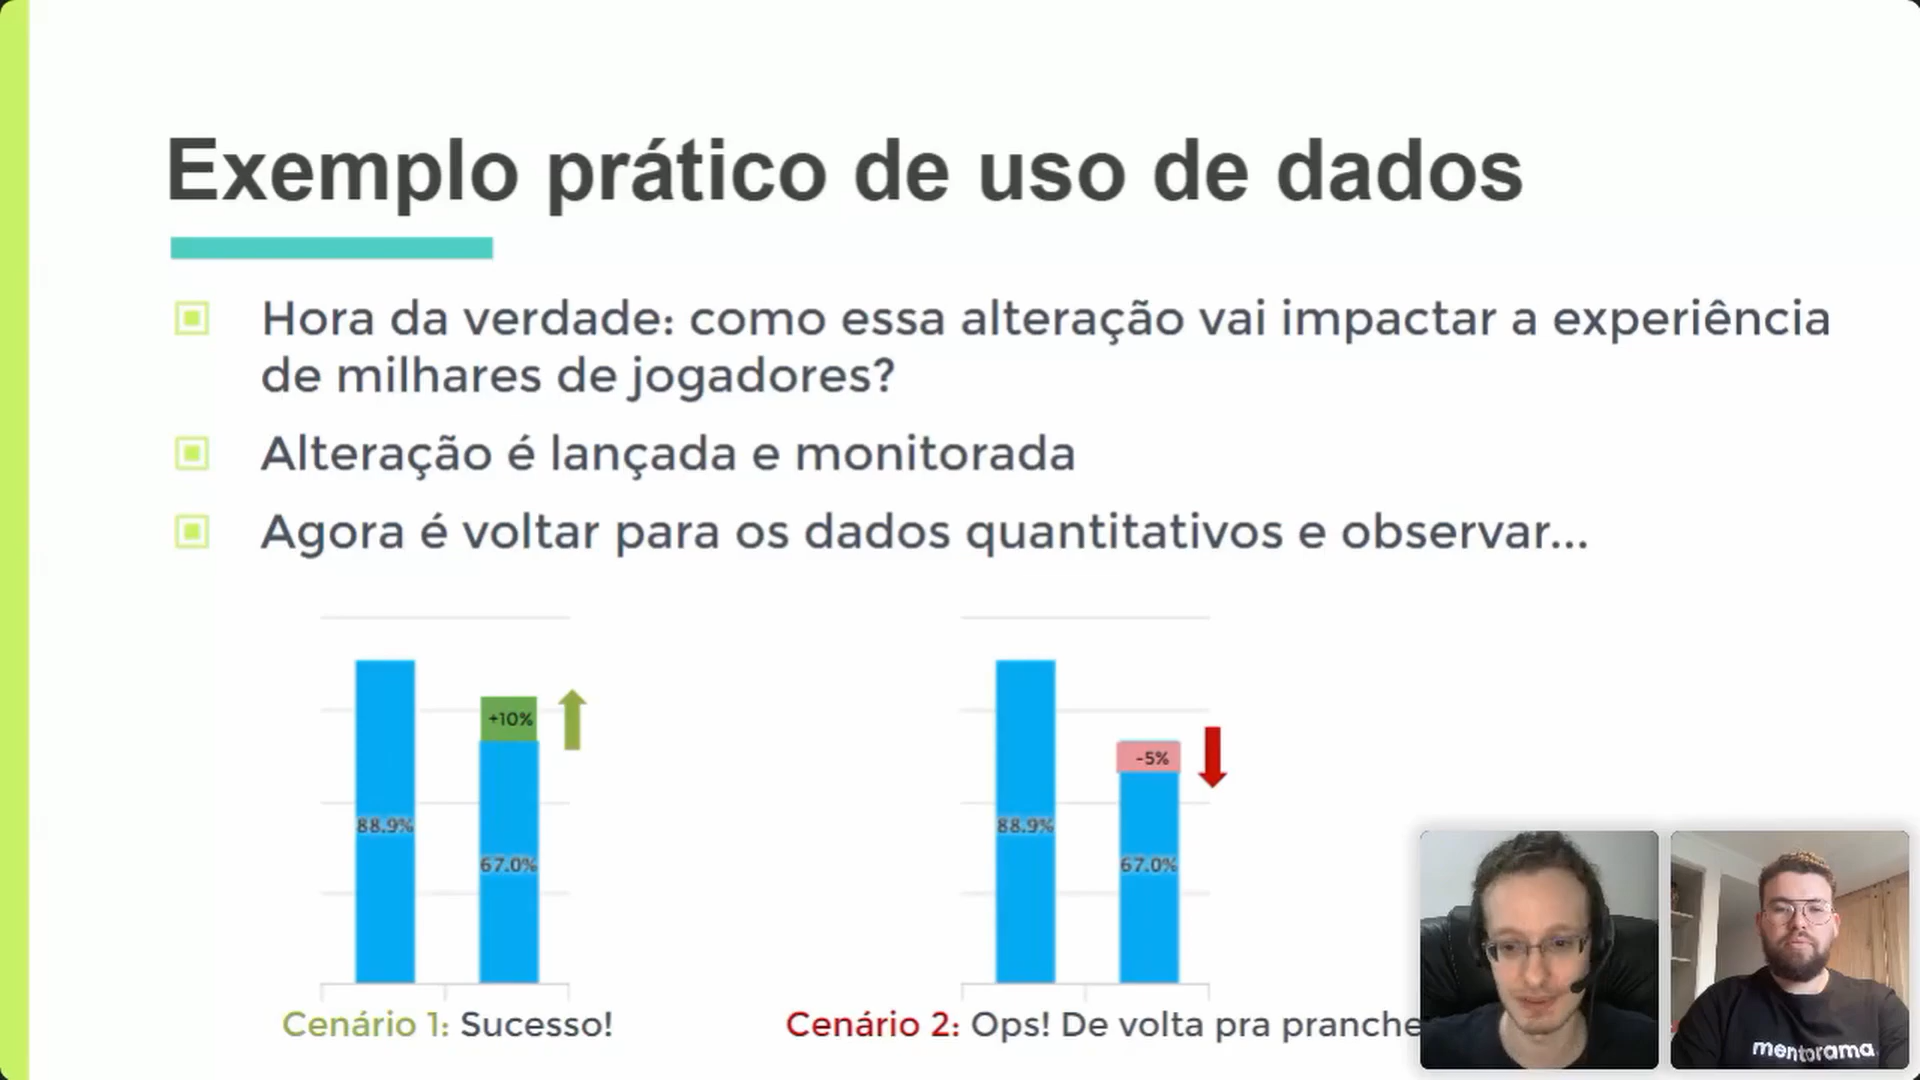 Exemplo prático de uso de dados
Hora da verdade: como essa alteração vai impactar a experiência
de milhares de jogadores?
Alteração é lançada e monitorada
Agora é voltar para os dados quantitativos e observar...
+10%
88.9%
67.0%
-5%
88.9%
67.0%
Cenário 1: Sucesso!
Cenário 2: Ops! De volta pra pranche
mentorama